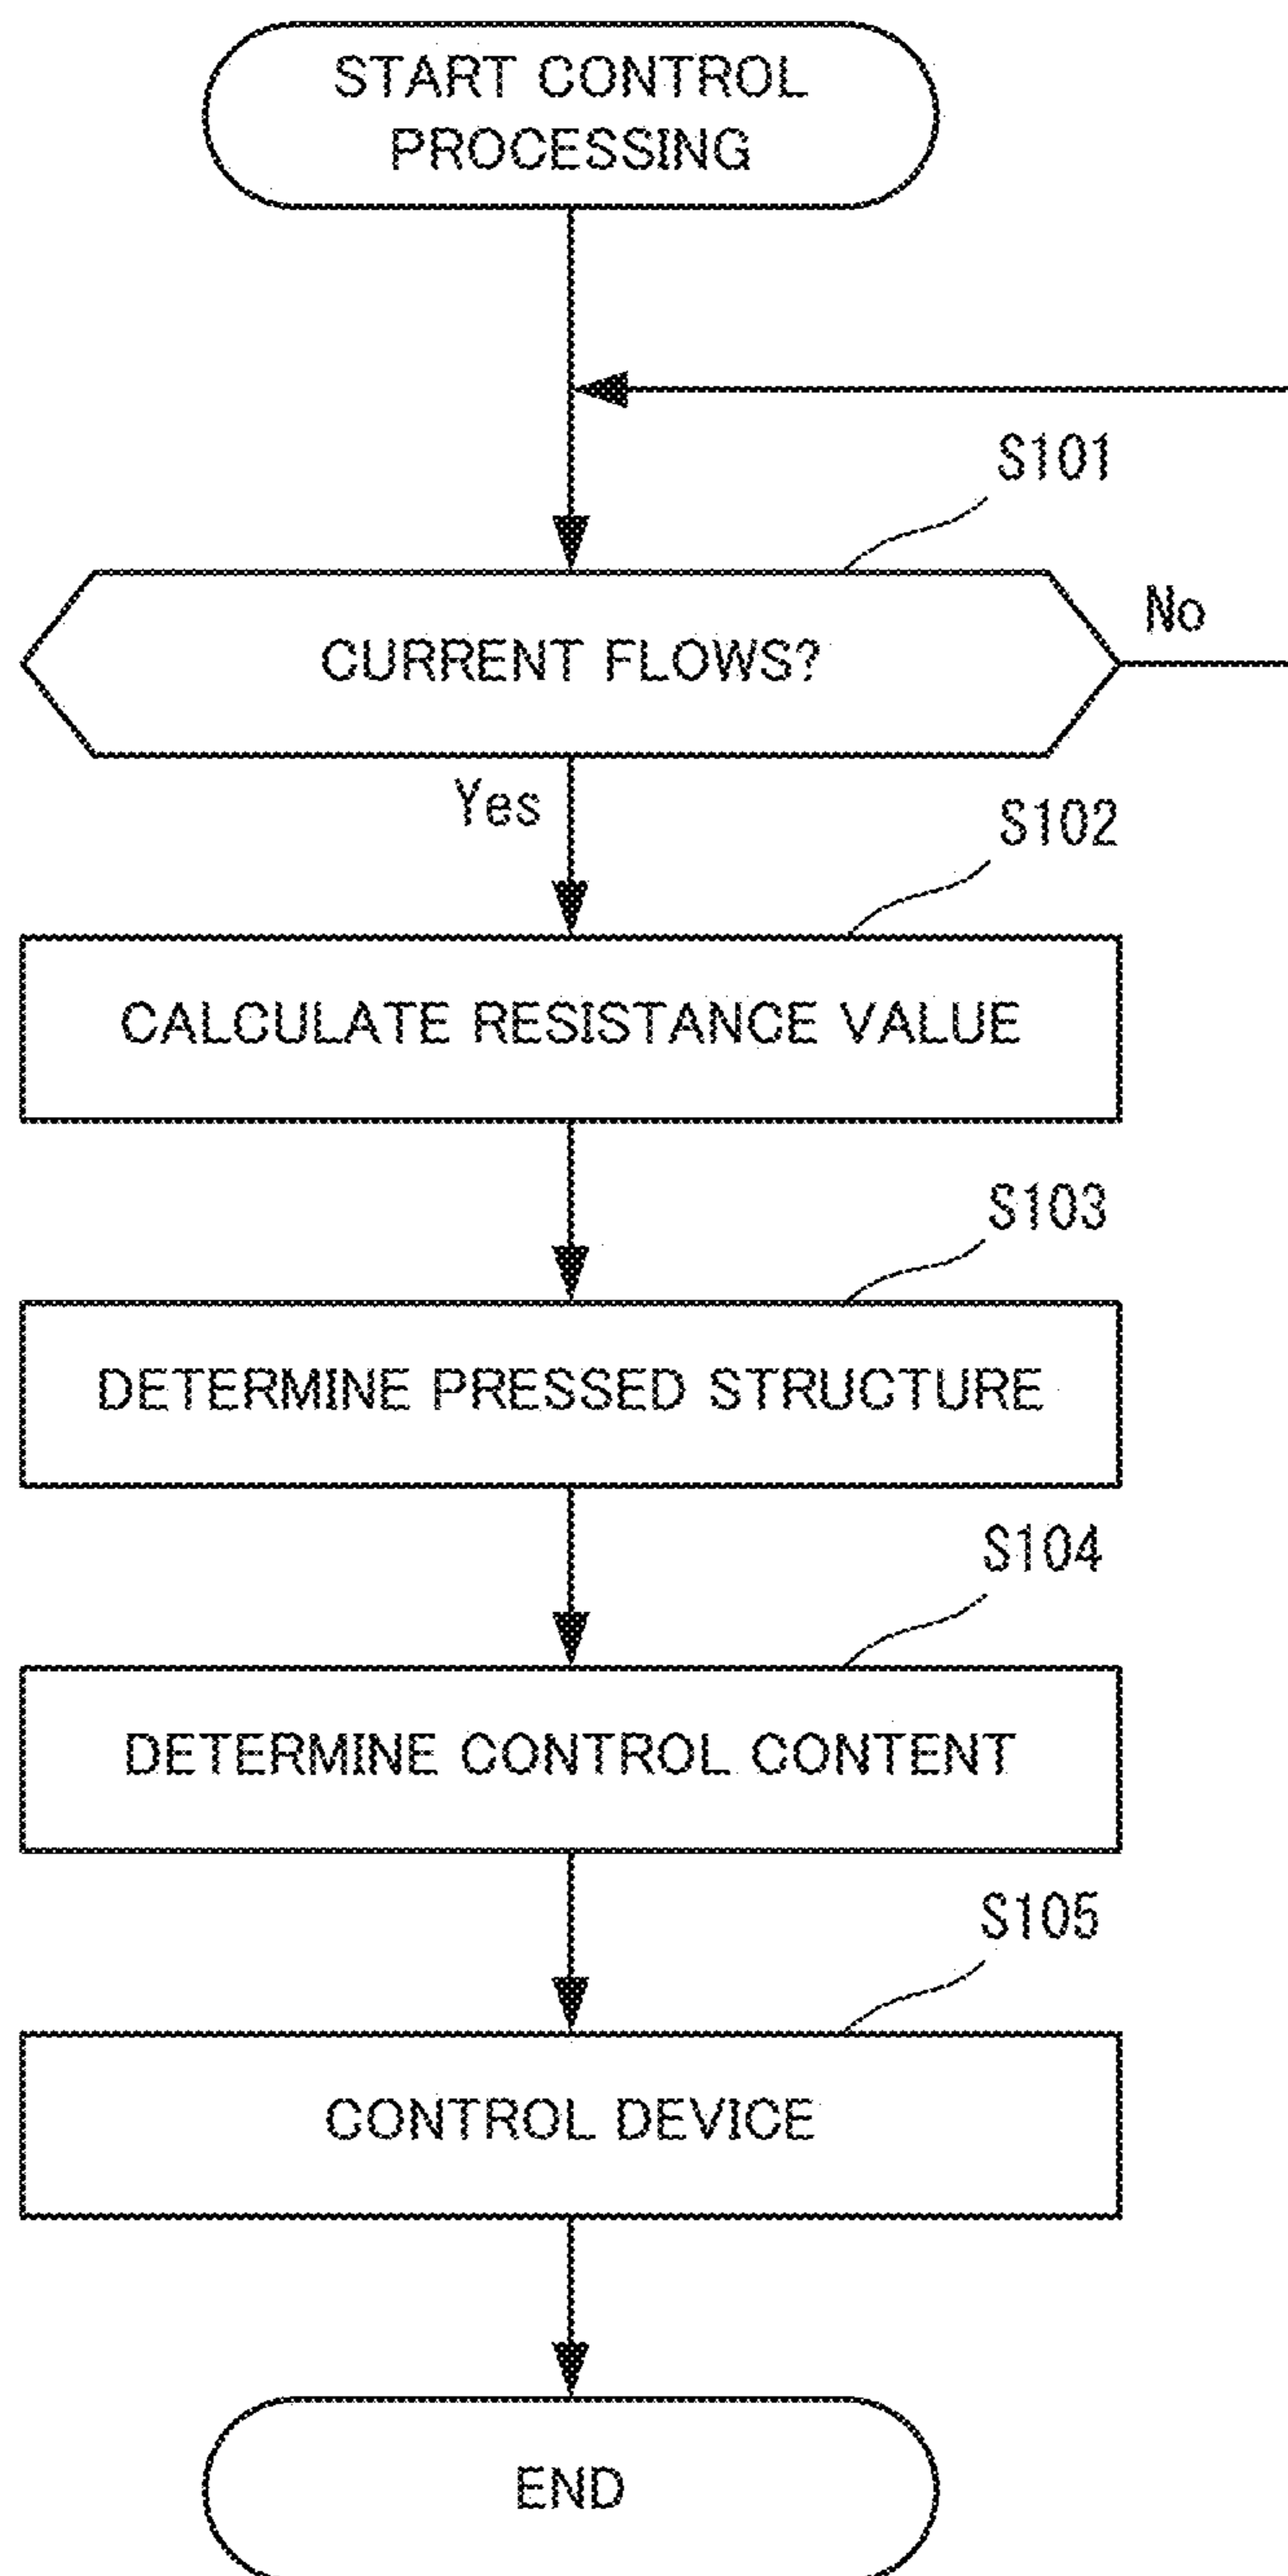 START CONTROL
PROCESSING
S101
CURRENT FLOWS?
No
Yes
S102
CALCULATE RESISTANCE VALUE
S103
DETERMINE PRESSED STRUCTURE
S104
DETERMINE CONTROL CONTENT
S105
CONTROL DEVICE
END